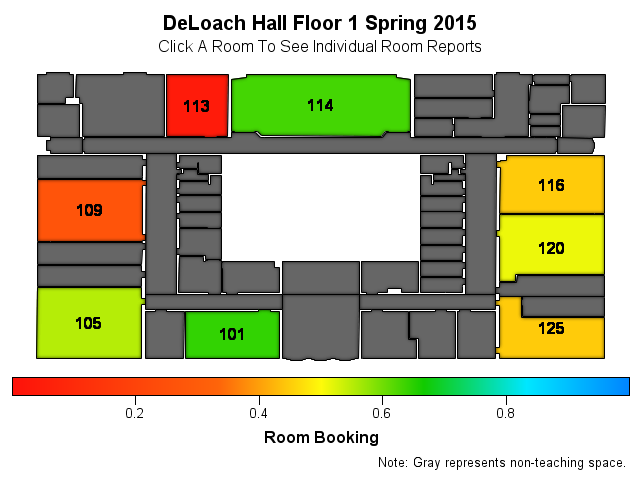 DeLoach Hall Floor 1 Spring 2015
Click A Room To See Individual Room Reports
113
114
109
116
120
105
101
125
0.2 0.4 0.6 0.8
Room Booking
Note: Gray represents non-teaching space.